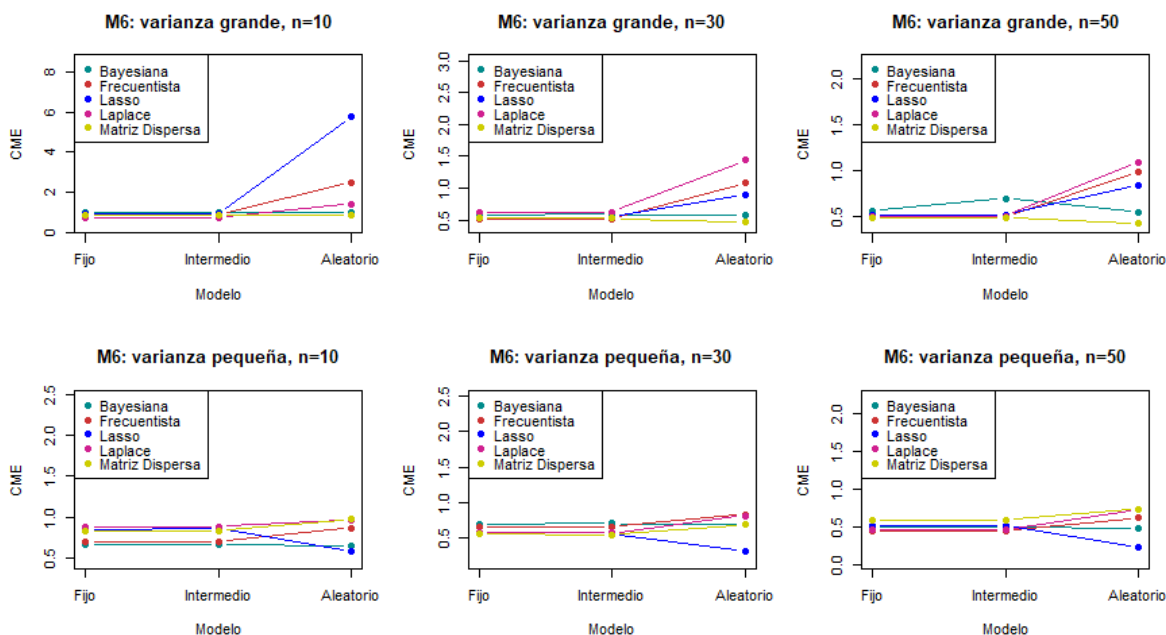 M6: varianza grande, n=10
CME
8
6
4
2
0
Bayesiana
Frecuentista
Lasso
Laplace
Matriz Dispersa
Fijo Intermedio Aleatorio
Modelo
M6: varianza grande, n=30
CME
3.0
2.5
2.0
1.5
1.0
0.5
Bayesiana
Frecuentista
Lasso
Laplace
Matriz Dispersa
Fijo Intermedio Aleatorio
Modelo
M6: varianza grande, n=50
CME
2.0
1.5
1.0
0.5
Bayesiana
Frecuentista
Lasso
Laplace
Matriz Dispersa
Fijo Intermedio Aleatorio
Modelo
M6: varianza pequeña, n=10
CME
2.5
2.0
1.5
1.0
0.5
Bayesiana
Frecuentista
Lasso
Laplace
Matriz Dispersa
Fijo Intermedio Aleatorio
Modelo
M6: varianza pequeña, n=30
CME
2.5
2.0
1.5
1.0
0.5
Bayesiana
Frecuentista
Lasso
Laplace
Matriz Dispersa
Fijo Intermedio Aleatorio
Modelo
M6: varianza pequeña, n=50
CME
2.0
1.5
1.0
0.5
0.0
Bayesiana
Frecuentista
Lasso
Laplace
Matriz Dispersa
Fijo Intermedio Aleatorio
Modelo